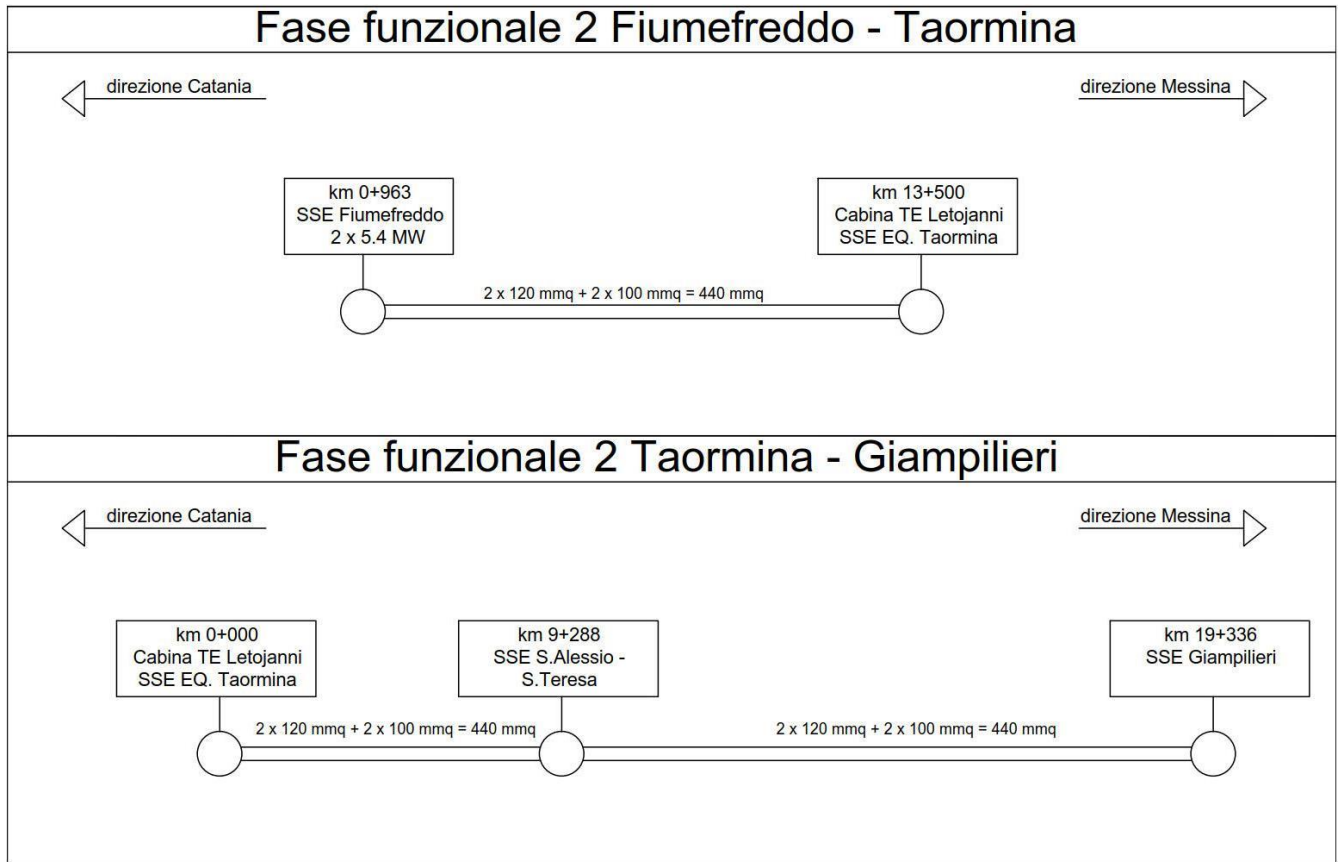 Fase funzionale 2 Fiumefreddo - Taormina
direzione Catania
direzione Messina
km 0+963
SSE Fiumefreddo
2 x 5.4 MW
km 13+500
Cabina TE Letojanni
SSE EQ. Taormina
2 x 120 mmq + 2 x 100 mmq = 440 mmq
Fase funzionale 2 Taormina - Giampilieri
direzione Catania
direzione Messina
km 0+000
Cabina TE Letojanni
SSE EQ. Taormina
km 9+288
SSE S.Alessio -
S.Teresa
km 19+336
SSE Giampilieri
2 x 120 mmq + 2 x 100 mmq = 440 mmq
2 x 120 mmq + 2 x 100 mmq = 440 mmq